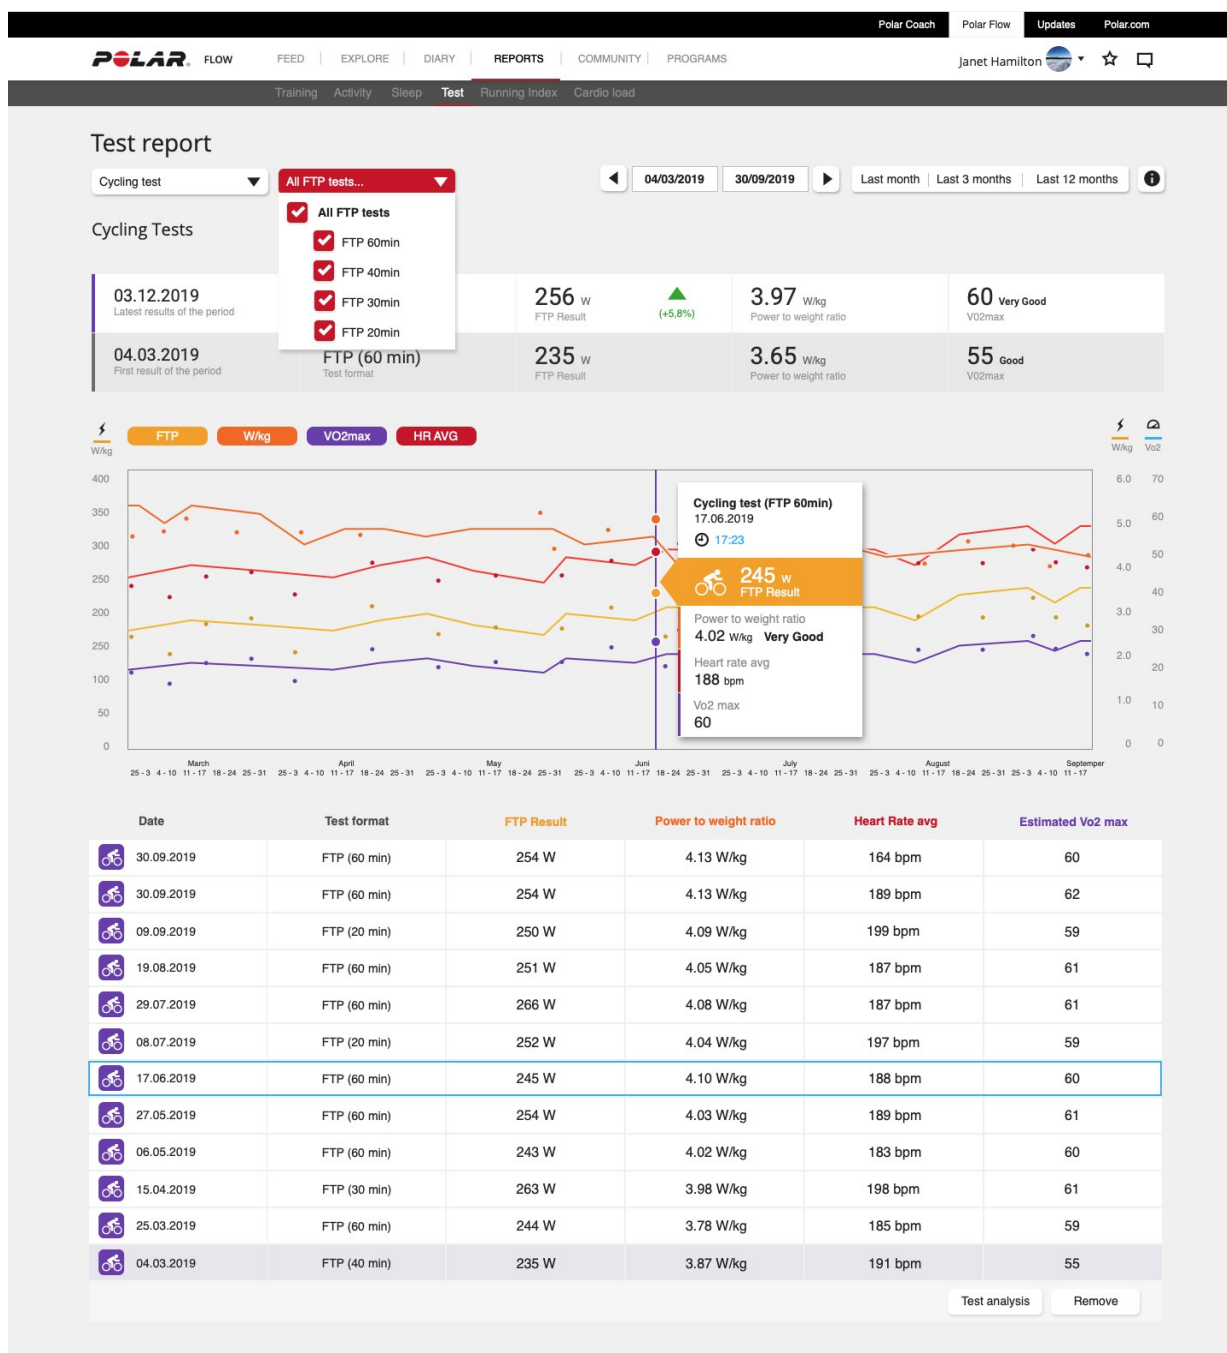 Polar Coach Polar Flow Updates Polar.com
POLAR. FLOW FEED EXPLORE DIARY REPORTS COMMUNITY PROGRAMS Janet Hamilton
Training Activity Sleep Test Running Index Cardio load
Test report
Cycling test All FTP tests... 04/03/2019 30/09/2019 Last month Last 3 months Last 12 months i
All FTP tests
FTP 60min
FTP 40min
FTP 30min
FTP 20min
Cycling Tests
03.12.2019 256 W (+5,8%) 3.97 W/kg 60 Very Good
Latest results of the period FTP Result Power to weight ratio V02max
04.03.2019 FTP (60 min) 235 W 3.65 W/kg 55 Good
First result of the period Test format FTP Result Power to weight ratio V02max
FTP W/kg VO2max HR AVG
W/kg W/kg Vo2
400 6.0 70
350 5.0 60
300 50
250 4.0 40
200 3.0 30
250 2.0
100 20
50 1.0 10
0 0 0
Cycling test (FTP 60min)
17.06.2019
17:23
245 W
FTP Result
Power to weight ratio
4.02 W/kg Very Good
Heart rate avg
188 bpm
Vo2 max
60
March April May Juni July August Septemper
25 - 3 4 - 10 11 - 17 18 - 24 25 - 31 25 - 3 4 - 10 11 - 17 18 - 24 25 - 31 25 - 3 4 - 10 11 - 17 18 - 24 25 - 31 25 - 3 4 - 10 11 - 17 18 - 24 25 - 31 25 - 3 4 - 10 11 - 17 18 - 24 25 - 31 25 - 3 4 - 10 11 - 17 18 - 24 25 - 31 25 - 3 4 - 10 11 - 17
Date Test format FTP Result Power to weight ratio Heart Rate avg Estimated Vo2 max
30.09.2019 FTP (60 min) 254 W 4.13 W/kg 164 bpm 60
30.09.2019 FTP (60 min) 254 W 4.13 W/kg 189 bpm 62
09.09.2019 FTP (20 min) 250 W 4.09 W/kg 199 bpm 59
19.08.2019 FTP (60 min) 251 W 4.05 W/kg 187 bpm 61
29.07.2019 FTP (60 min) 266 W 4.08 W/kg 187 bpm 61
08.07.2019 FTP (20 min) 252 W 4.04 W/kg 197 bpm 59
17.06.2019 FTP (60 min) 245 W 4.10 W/kg 188 bpm 60
27.05.2019 FTP (60 min) 254 W 4.03 W/kg 189 bpm 61
06.05.2019 FTP (60 min) 243 W 4.02 W/kg 183 bpm 60
15.04.2019 FTP (30 min) 263 W 3.98 W/kg 198 bpm 61
25.03.2019 FTP (60 min) 244 W 3.78 W/kg 185 bpm 59
04.03.2019 FTP (40 min) 235 W 3.87 W/kg 191 bpm 55
Test analysis Remove